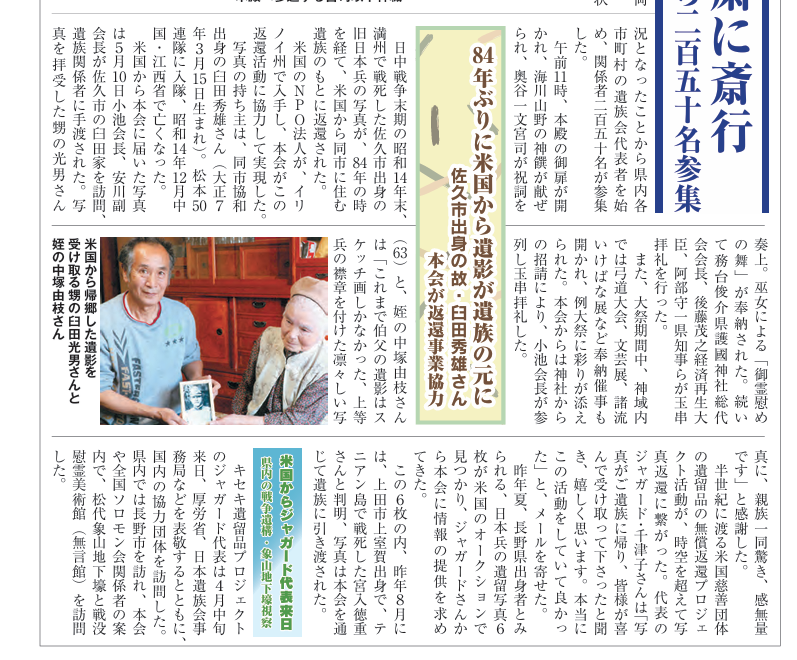 粛に斎行
二百五十名参集
況となったことから県内各
市町村の遺族会代表者を始
め、関係者二百五十名が参集
した。
　午前11時、本殿の御扉が開
かれ、海川山野の神饌が献ぜ
られ、奥谷一文宮司が祝詞を
奏上。巫女による「御霊慰め
の舞」が奉納された。続い
て務台俊介県護國神社総代
会会長、後藤茂之経済再生大
臣、阿部守一県知事らが玉串
拝礼を行った。
　また、大祭期間中、神域内
では弓道大会、文芸展、諸流
いけばな展など奉納催事も
開かれ、例大祭に彩りが添え
られた。本会からは神社から
の招請により、小池会長が参
列し玉串拝礼した。
84年ぶりに米国から遺影が遺族の元に
佐久市出身の故・臼田秀雄さん
本会が返還事業協力
　日中戦争末期の昭和14年末、
満州で戦死した佐久市出身の
旧日本兵の写真が、84年の時
を経て、米国から同市に住む
遺族のもとに返還された。
　米国のNPO法人が、イリ
ノイ州で入手し、本会がこの
返還活動に協力して実現した。
　写真の持ち主は、同市協和
出身の臼田秀雄さん（大正7
年3月15日生まれ）。松本50
連隊に入隊、昭和14年12月中
国・江西省で亡くなった。
　米国から本会に届いた写真
は5月10日小池会長、安川副
会長が佐久市の臼田家を訪問、
遺族関係者に手渡された。写
真を拝受した甥の光男さん
（63）と、姪の中塚由枝さん
は「これまで伯父の遺影はス
ケッチ画しかなかった。上等
兵の襟章を付けた凛々しい写
米国から帰郷した遺影を
受け取る甥の臼田光男さんと
姪の中塚由枝さん
真に、親族一同驚き、感無量
です」と感謝した。
　半世紀に渡る米国慈善団体
の遺留品の無償返還プロジェ
クト活動が、時空を超えて写
真返還に繋がった。代表の
ジャガード・千津子さんは「写
真がご遺族に帰り、皆様が喜
んで受け取って下さったと聞
き、嬉しく思います。本当に
この活動をしていて良かっ
た」と、メールを寄せた。
　昨年夏、長野県出身者とみ
られる、日本兵の遺留写真6
枚が米国のオークションで
見つかり、ジャガードさんか
ら本会に情報の提供を求め
てきた。
　この6枚の内、昨年8月に
は、上田市上室賀出身で、テ
ニアン島で戦死した宮入徳重
さんと判明、写真は本会を通
じて遺族に引き渡された。
米国からジャガード代表来日
県内の戦争遺構・象山地下壕視察
　キセキ遺留品プロジェクト
のジャガード代表は4月中旬
来日、厚労省、日本遺族会事
務局などを表敬するとともに、
国内の協力団体を訪問した。
県内では長野市を訪れ、本会
や全国ソロモン会関係者の案
内で、松代象山地下壕と戦没
慰霊美術館（無言館）を訪問
した。